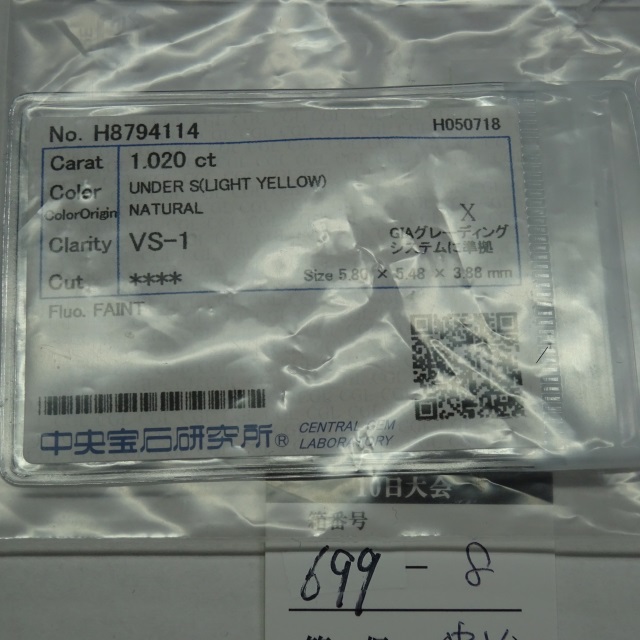 No. H8794114 H050718
Carat 1.020 ct
Color UNDER S(LIGHT YELLOW)
ColorOrigin NATURAL
Clarity VS-1
GIAグレーディング
システムに準拠
Cut **** Size 5.80 × 5.48 × 3.88 mm
Fluo. FAINT
中央宝石研究所® CENTRAL GEM
LABORATORY
10日大会
箱番号
699-8